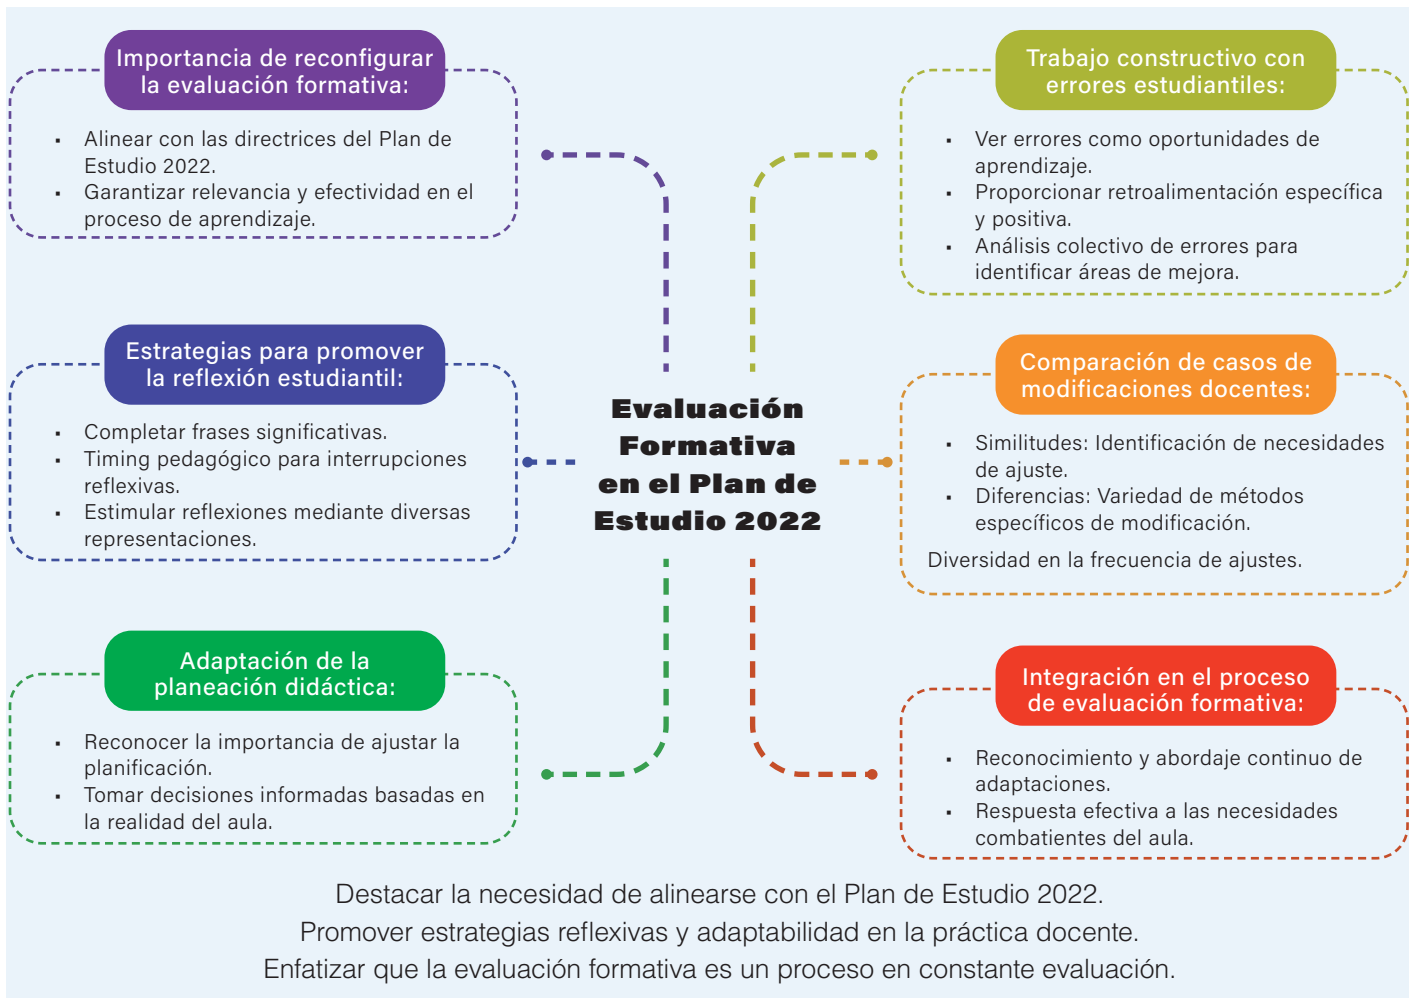 Importancia de reconfigurar
la evaluación formativa:
▪ Alinear con las directrices del Plan de
Estudio 2022.
▪ Garantizar relevancia y efectividad en el
proceso de aprendizaje.
Estrategias para promover
la reflexión estudiantil:
▪ Completar frases significativas.
▪ Timing pedagógico para interrupciones
reflexivas.
▪ Estimular reflexiones mediante diversas
representaciones.
Adaptación de la
planeación didáctica:
▪ Reconocer la importancia de ajustar la
planificación.
▪ Tomar decisiones informadas basadas en
la realidad del aula.
Evaluación
Formativa
en el Plan de
Estudio 2022
Trabajo constructivo con
errores estudiantiles:
▪ Ver errores como oportunidades de
aprendizaje.
▪ Proporcionar retroalimentación específica
y positiva.
▪ Análisis colectivo de errores para
identificar áreas de mejora.
Comparación de casos de
modificaciones docentes:
▪ Similitudes: Identificación de necesidades
de ajuste.
▪ Diferencias: Variedad de métodos
específicos de modificación.
Diversidad en la frecuencia de ajustes.
Integración en el proceso
de evaluación formativa:
▪ Reconocimiento y abordaje continuo de
adaptaciones.
▪ Respuesta efectiva a las necesidades
combatientes del aula.
Destacar la necesidad de alinearse con el Plan de Estudio 2022.
Promover estrategias reflexivas y adaptabilidad en la práctica docente.
Enfatizar que la evaluación formativa es un proceso en constante evaluación.